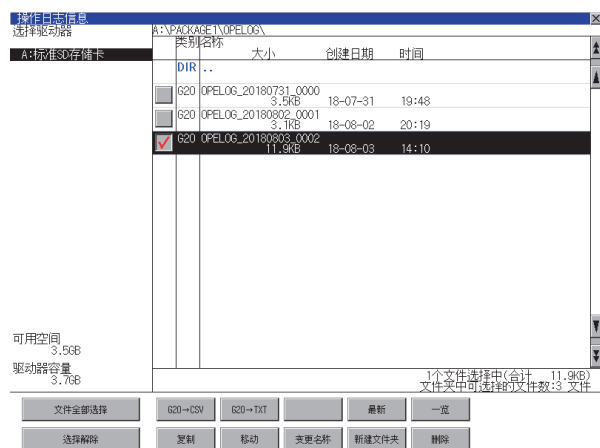 操作日志信息
选择驱动器
A:\PACKAGE1\OPELOG\
A:标准SD存储卡
类别 名称
大小 创建日期 时间
DIR ..
G20 OPELOG_20180731_0000
3.5KB 18-07-31 19:48
G20 OPELOG_20180802_0001
3.1KB 18-08-02 20:19
G20 OPELOG_20180803_0002
11.9KB 18-08-03 14:10
可用空间
3.5GB
驱动器容量
3.7GB
1个文件选择中(合计 11.9KB)
文件夹中可选择的文件数:3 文件
文件全部选择 G20→CSV G20→TXT 最新 一览
选择解除 复制 移动 变更名称 新建文件夹 删除